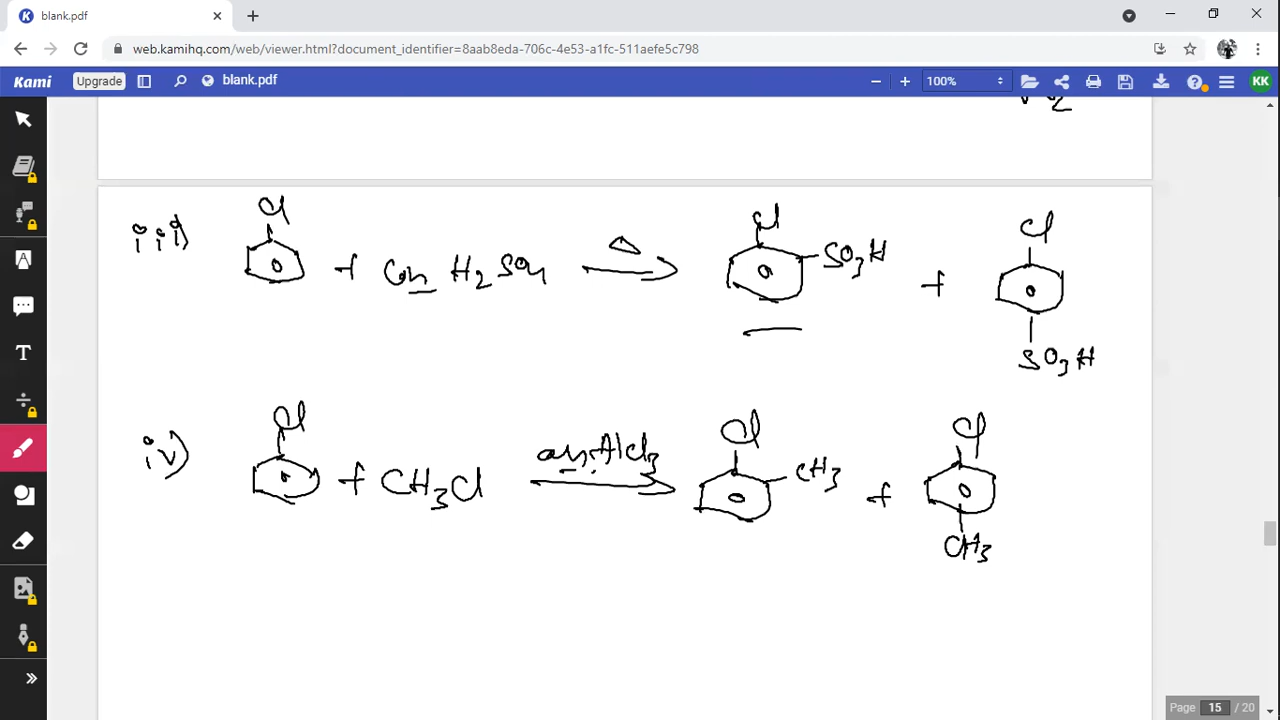 blank.pdf
web.kamihq.com/web/viewer.html?document_identifier=8aab8eda-706c-4e53-a1fc-511aefe5c798
Kami Upgrade blank.pdf 100% KK
iii)
Cl Cl Cl
+ Con H2SO4 Δ SO3H +
SO3H
iv)
Cl Cl Cl
+ CH3Cl AlCl3 CH3 +
CH3
Page 15 / 20